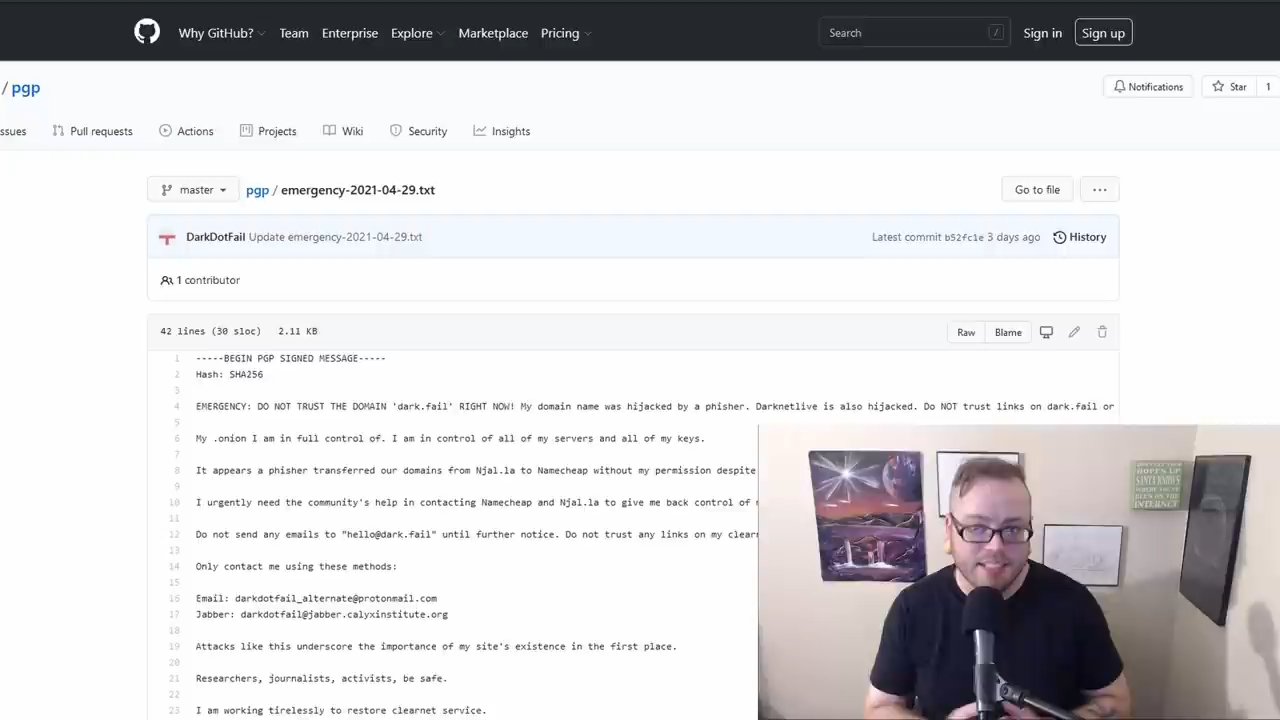 Why GitHub? Team Enterprise Explore Marketplace Pricing Search / Sign in Sign up
/ pgp Notifications Star 1
ssues Pull requests Actions Projects Wiki Security Insights
master pgp / emergency-2021-04-29.txt Go to file ...
DarkDotFail Update emergency-2021-04-29.txt Latest commit b52fc1e 3 days ago History
1 contributor
42 lines (30 sloc) 2.11 KB Raw Blame
1 -----BEGIN PGP SIGNED MESSAGE-----
2 Hash: SHA256
3
4 EMERGENCY: DO NOT TRUST THE DOMAIN 'dark.fail' RIGHT NOW! My domain name was hijacked by a phisher. Darknetlive is also hijacked. Do NOT trust links on dark.fail or
5
6 My .onion I am in full control of. I am in control of all of my servers and all of my keys.
7
8 It appears a phisher transferred our domains from Njal.la to Namecheap without my permission despite
9
10 I urgently need the community's help in contacting Namecheap and Njal.la to give me back control of
11
12 Do not send any emails to "hello@dark.fail" until further notice. Do not trust any links on my clear
13
14 Only contact me using these methods:
15
16 Email: darkdotfail_alternate@protonmail.com
17 Jabber: darkdotfail@jabber.calyxinstitute.org
18
19 Attacks like this underscore the importance of my site's existence in the first place.
20
21 Researchers, journalists, activists, be safe.
22
23 I am working tirelessly to restore clearnet service.
HOPES UP
SANTA KNOWS
INTERNET